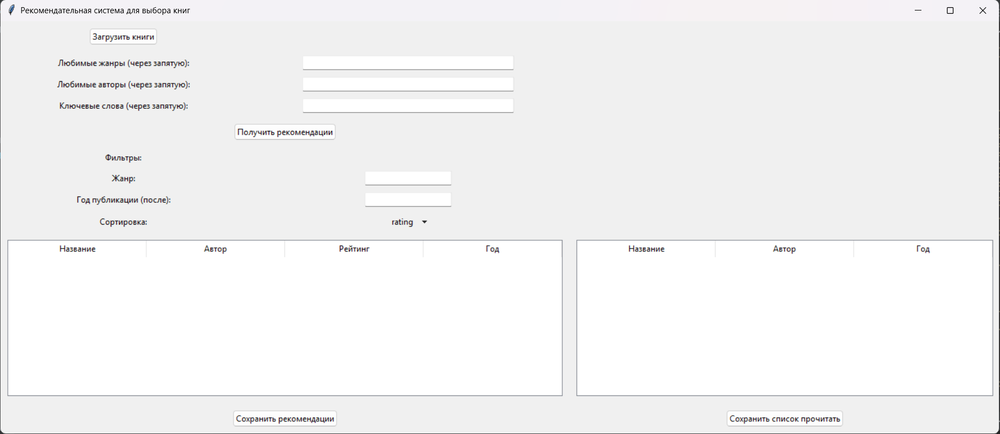 Рекомендательная система для выбора книг
Загрузить книги
Любимые жанры (через запятую):
Любимые авторы (через запятую):
Ключевые слова (через запятую):
Получить рекомендации
Фильтры:
Жанр:
Год публикации (после):
Сортировка: rating
Название Автор Рейтинг Год
Название Автор Год
Сохранить рекомендации
Сохранить список прочитать